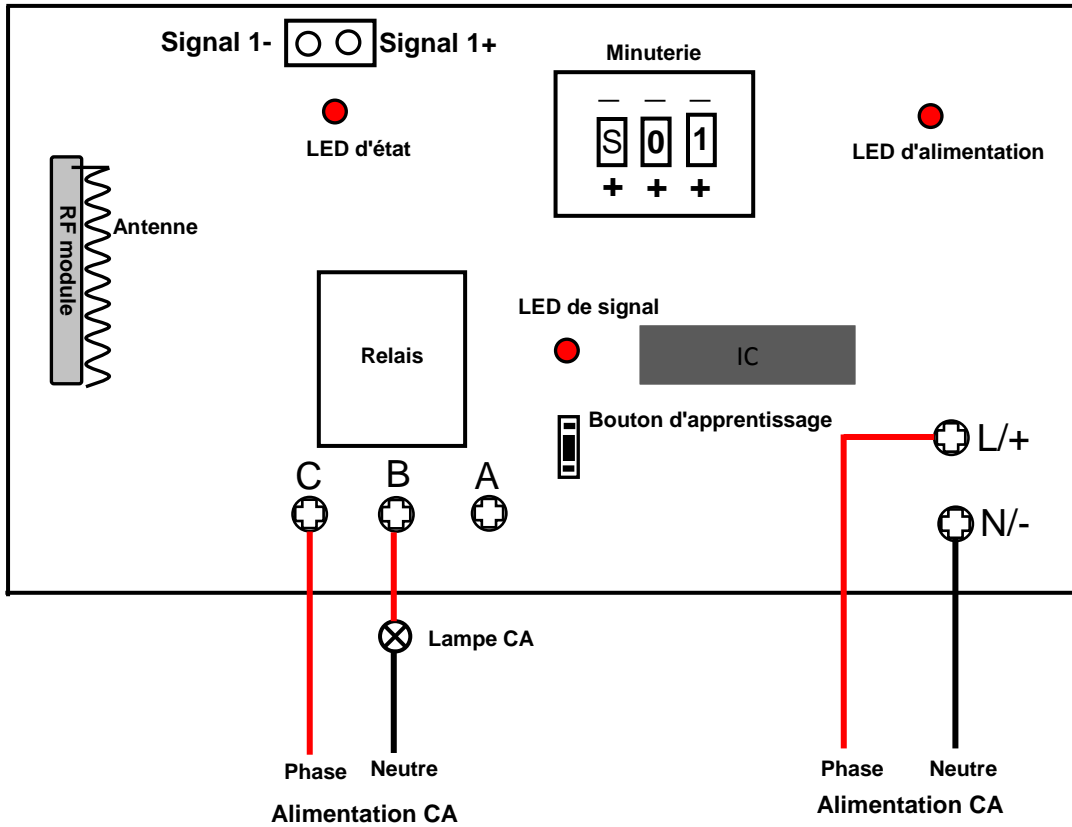 Signal 1- Signal 1+
Minuterie
S 0 1
+ + +
LED d'état
LED d'alimentation
RF module
Antenne
LED de signal
Relais
IC
Bouton d'apprentissage
L/+
C B A
N/-
Lampe CA
Phase Neutre
Alimentation CA
Phase Neutre
Alimentation CA